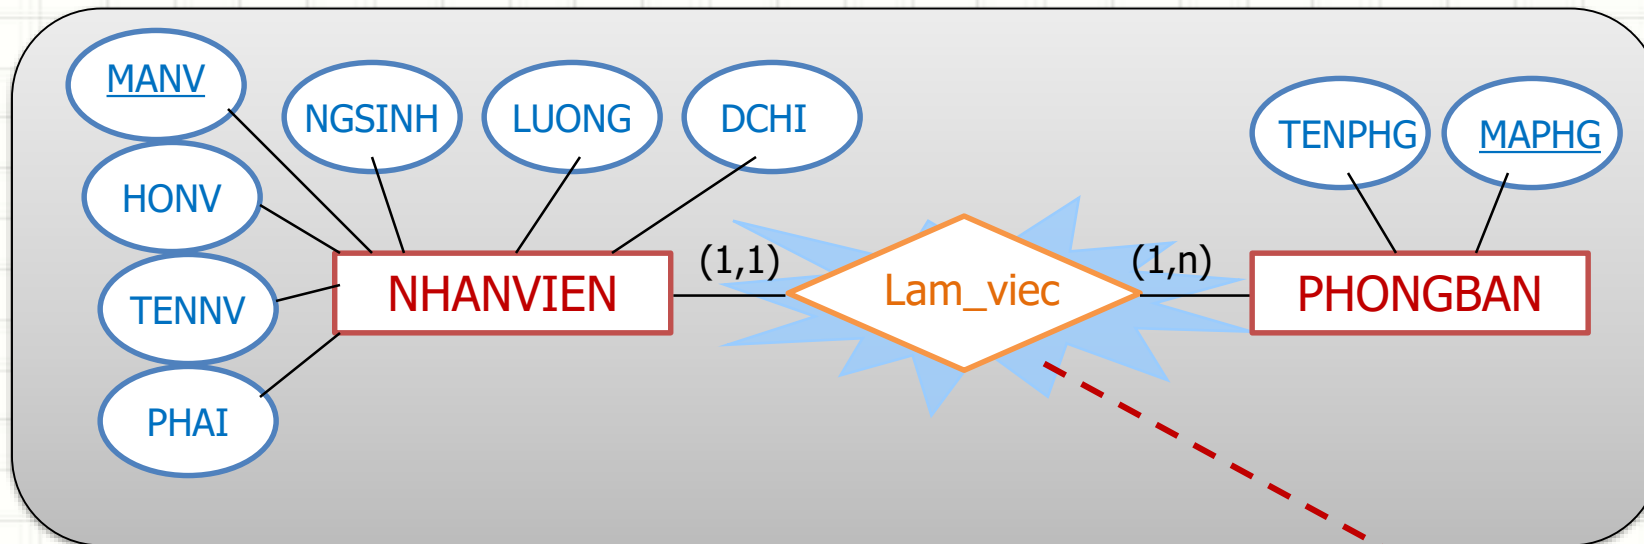 MANV
NGSINH
LUONG
DCHI
TENPHG
MAPHG
HONV
TENNV
PHAI
NHANVIEN
(1,1)
Lam_viec
(1,n)
PHONGBAN